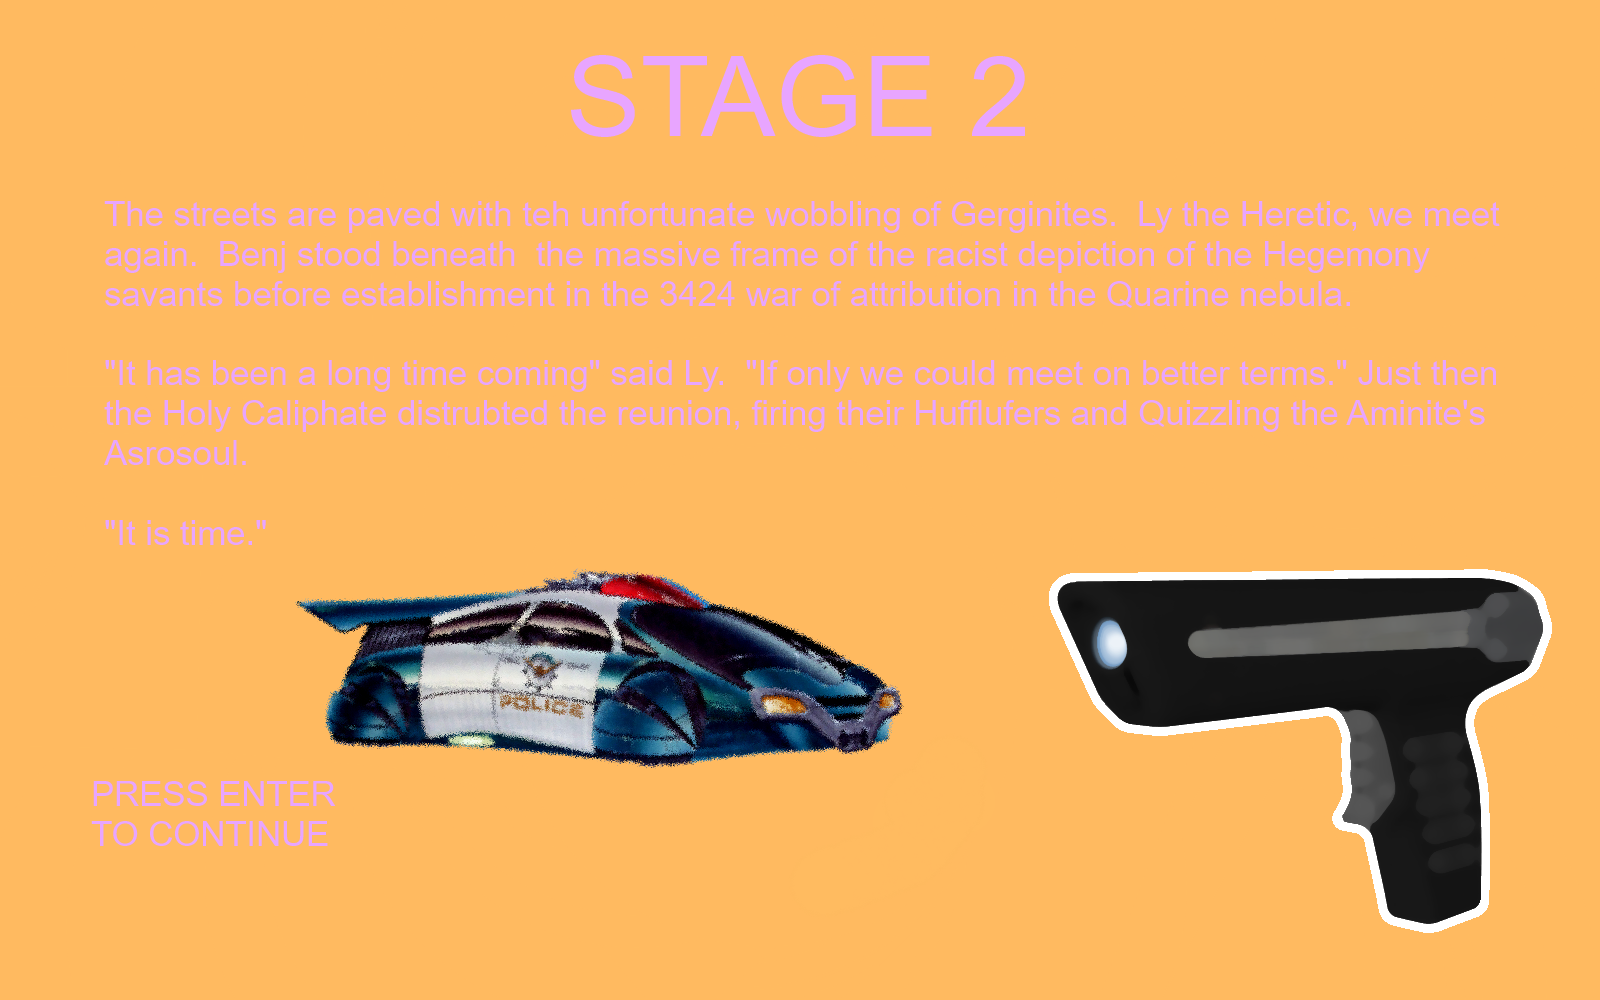 STAGE 2
The streets are paved with teh unfortunate wobbling of Gerginites.  Ly the Heretic, we meet
again.  Benj stood beneath  the massive frame of the racist depiction of the Hegemony
savants before establishment in the 3424 war of attribution in the Quarine nebula.
"It has been a long time coming" said Ly.  "If only we could meet on better terms." Just then
the Holy Caliphate distrubted the reunion, firing their Hufflufers and Quizzling the Aminite's
Asrosoul.
"It is time."
POLICE
PRESS ENTER
TO CONTINUE